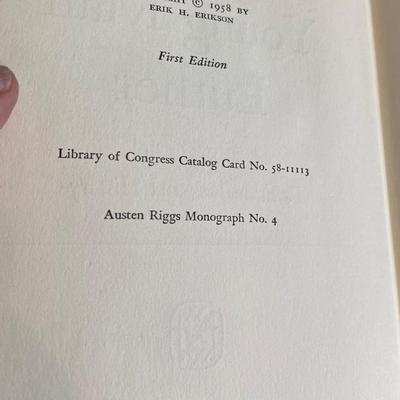 © 1958 BY
ERIK H. ERIKSON
First Edition
Library of Congress Catalog Card No. 58-11113
Austen Riggs Monograph No. 4